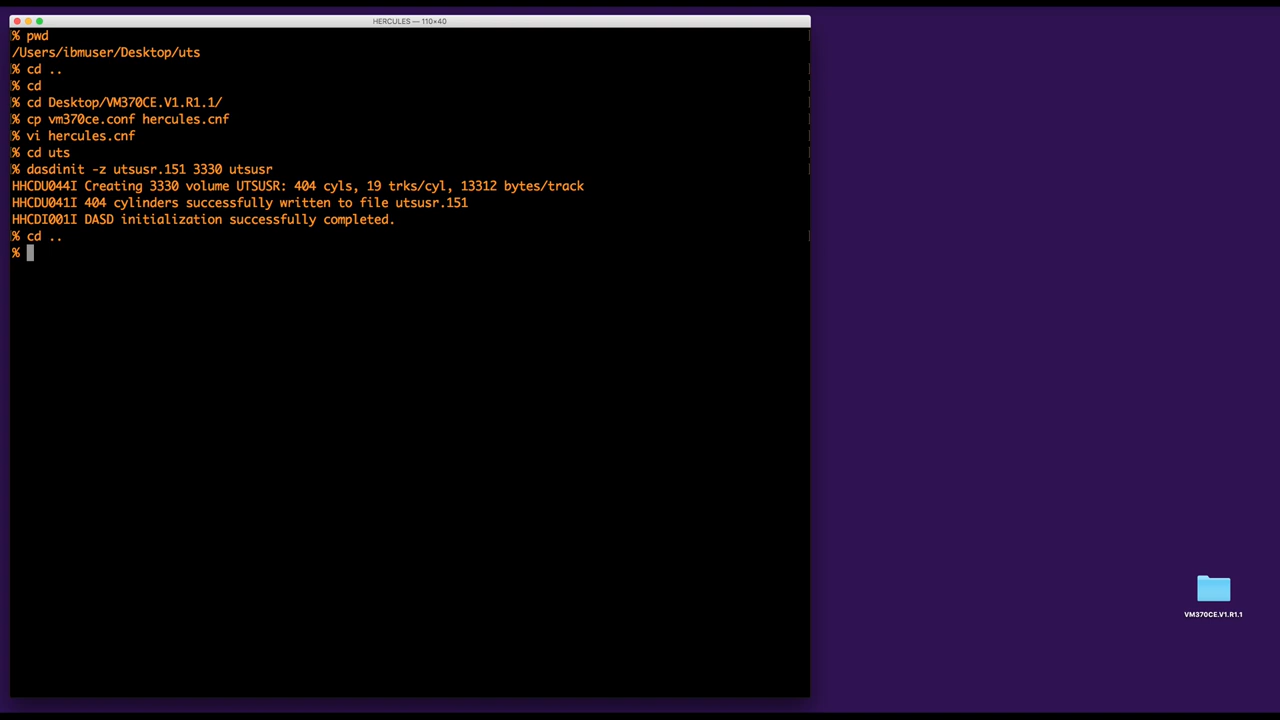 HERCULES — 110×40
% pwd
/Users/ibmuser/Desktop/uts
% cd ..
% cd
% cd Desktop/VM370CE.V1.R1.1/
% cp vm370ce.conf hercules.cnf
% vi hercules.cnf
% cd uts
% dasdinit -z utsusr.151 3330 utsusr
HHCDU044I Creating 3330 volume UTSUSR: 404 cyls, 19 trks/cyl, 13312 bytes/track
HHCDU041I 404 cylinders successfully written to file utsusr.151
HHCDI001I DASD initialization successfully completed.
% cd ..
%
VM370CE.V1.R1.1